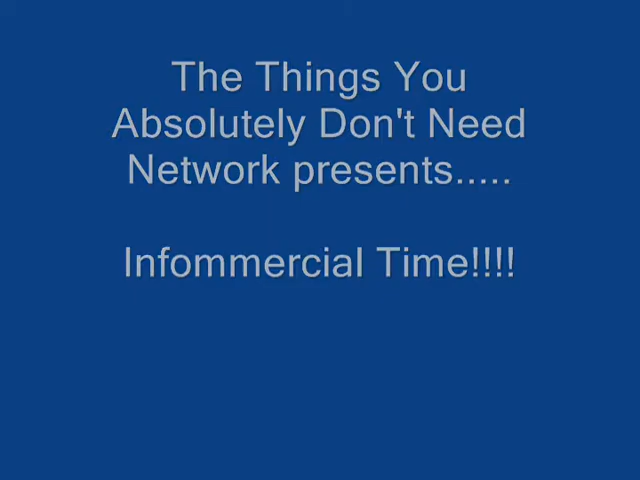 The Things You
Absolutely Don't Need
Network presents.....
Infommercial Time!!!!